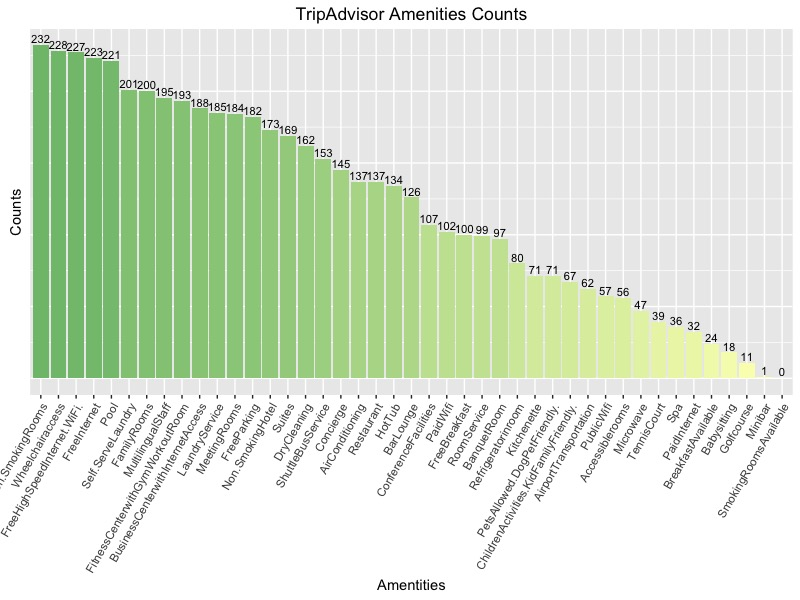 TripAdvisor Amenities Counts
232
228
227
223
221
201
200
195
193
188
185
184
182
173
169
162
153
145
137
137
134
126
107
102
100
99
97
80
71
71
67
62
57
56
47
39
36
32
24
18
11
1
0
Counts
n.SmokingRooms
Wheelchairaccess
FreeHighSpeedInternet.WiFi.
FreeInternet
Pool
Self.ServeLaundry
FamilyRooms
MultilingualStaff
FitnessCenterwithGymWorkoutRoom
BusinessCenterwithInternetAccess
LaundryService
MeetingRooms
FreeParking
Non.SmokingHotel
Suites
DryCleaning
ShuttleBusService
Concierge
AirConditioning
Restaurant
HotTub
BarLounge
ConferenceFacilities
PaidWifi
FreeBreakfast
RoomService
BanquetRoom
Refrigeratorinroom
Kitchenette
PetsAllowed.DogPetFriendly.
ChildrenActivities.KidFamilyFriendly.
AirportTransportation
PublicWifi
Accessiblerooms
Microwave
TennisCourt
Spa
PaidInternet
BreakfastAvailable
Babysitting
Golfcourse
Minibar
SmokingRoomsAvailable
Amentities